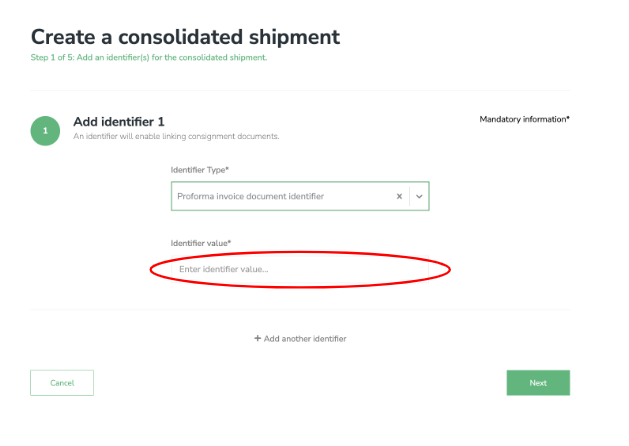 Create a consolidated shipment
Step 1 of 5: Add an identifier(s) for the consolidated shipment.
1
Add identifier 1
Mandatory information*
An identifier will enable linking consignment documents.
Identifier Type*
Proforma invoice document identifier
Identifier value*
Enter identifier value...
+ Add another identifier
Cancel
Next